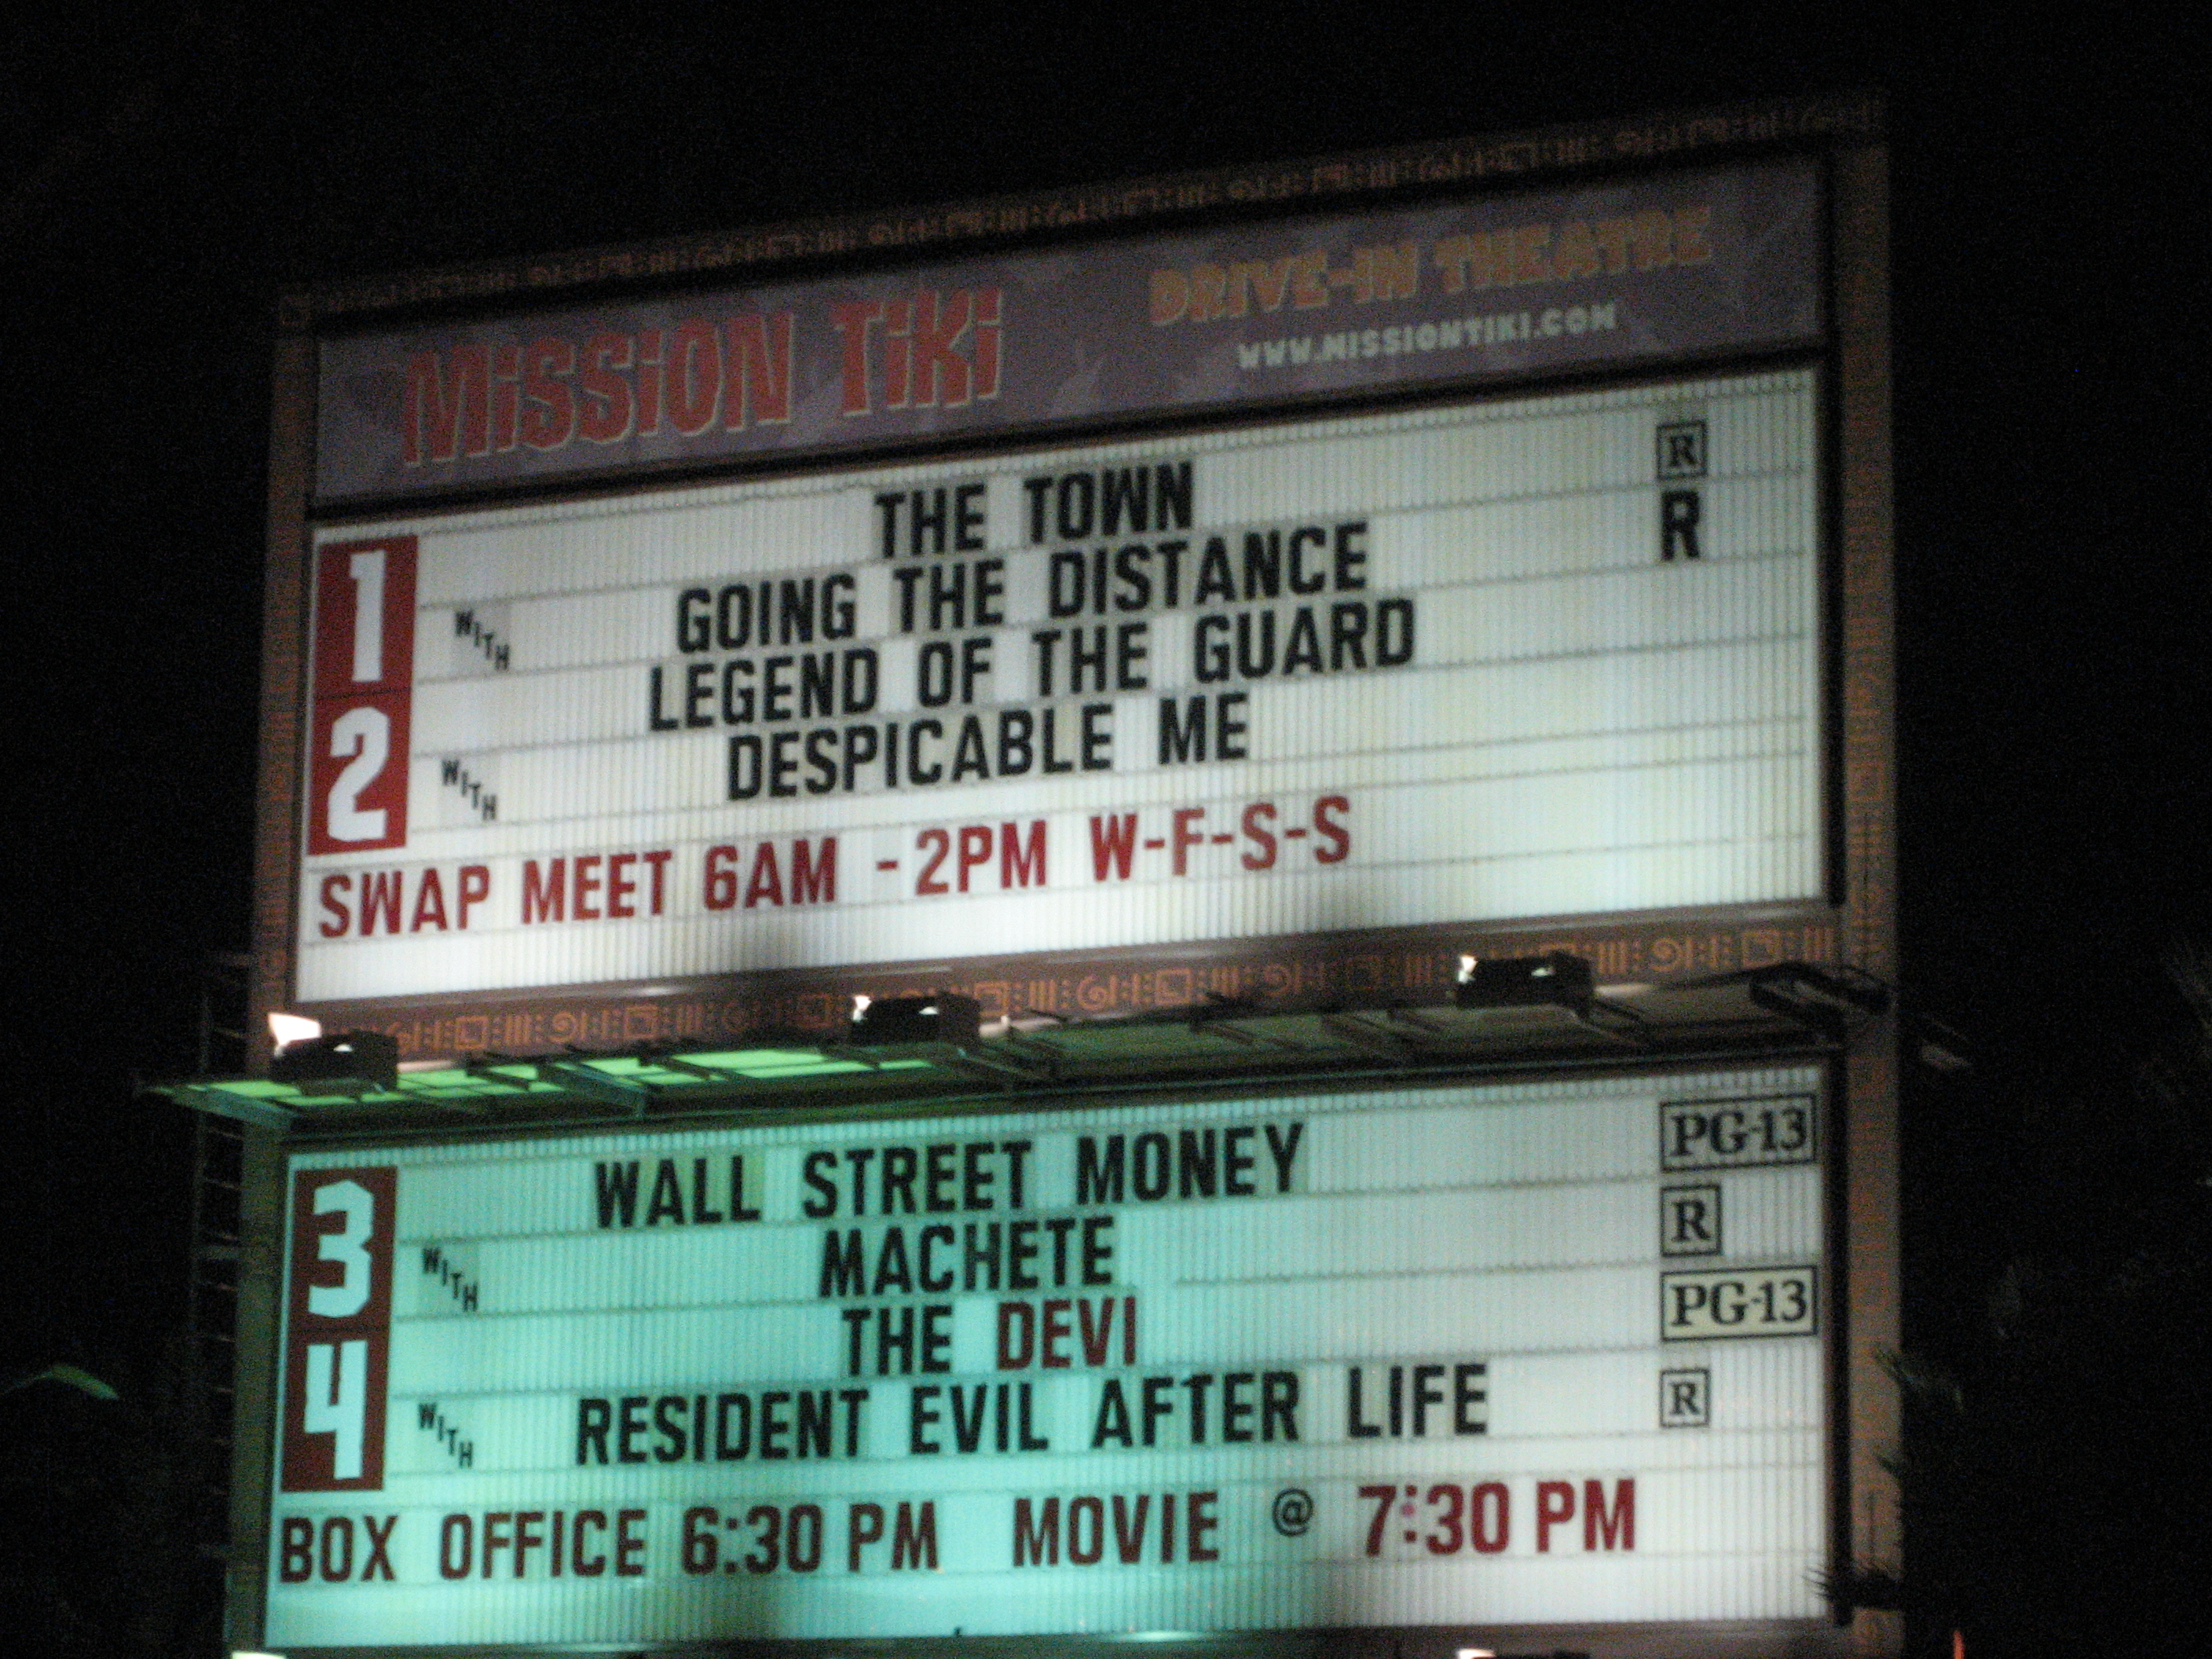 MiSSiON TiKi DRIVE-IN THEATRE
WWW.MISSIONTIKI.COM
THE TOWN R
1 WITH GOING THE DISTANCE R
LEGEND OF THE GUARD
2 WITH DESPICABLE ME
SWAP MEET 6AM -2PM W-F-S-S
WALL STREET MONEY PG-13
3 WITH MACHETE R
THE DEVI PG-13
4 WITH RESIDENT EVIL AFTER LIFE R
BOX OFFICE 6:30 PM MOVIE @ 7:30 PM